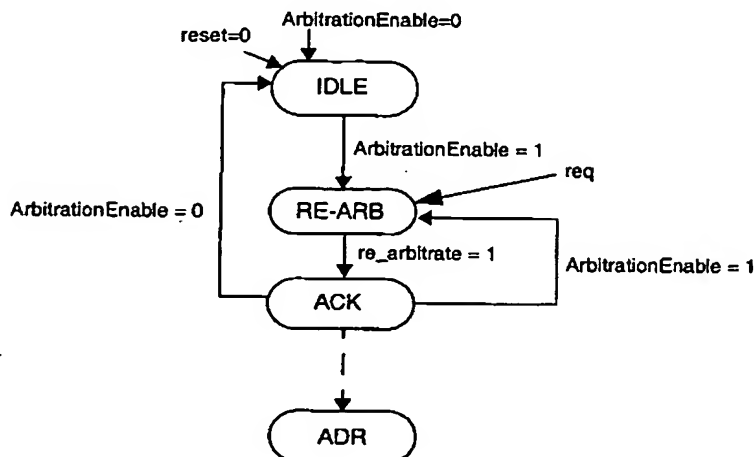 ArbitrationEnable=0
reset=0
IDLE
ArbitrationEnable = 1
req
RE-ARB
ArbitrationEnable = 0
re_arbitrate = 1
ArbitrationEnable = 1
ACK
ADR